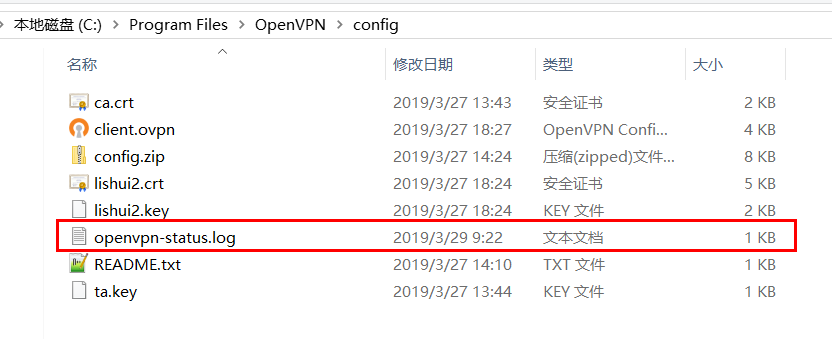 本地磁盘 (C:) > Program Files > OpenVPN > config
名称 修改日期 类型 大小
ca.crt 2019/3/27 13:43 安全证书 2 KB
client.ovpn 2019/3/27 18:27 OpenVPN Confi... 4 KB
config.zip 2019/3/27 14:24 压缩(zipped)文件... 8 KB
lishui2.crt 2019/3/27 18:24 安全证书 5 KB
lishui2.key 2019/3/27 18:24 KEY 文件 2 KB
openvpn-status.log 2019/3/29 9:22 文本文档 1 KB
README.txt 2019/3/27 14:10 TXT 文件 1 KB
ta.key 2019/3/27 13:44 KEY 文件 1 KB